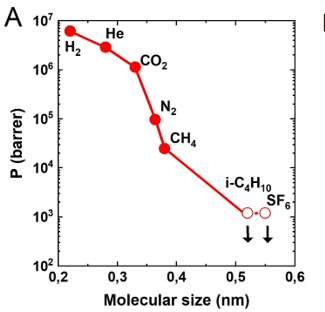 A
10⁷
10⁶
10⁵
10⁴
10³
10²
P (barrer)
H₂
He
CO₂
N₂
CH₄
i-C₄H₁₀
SF₆
0,2 0,3 0,4 0,5 0,6
Molecular size (nm)